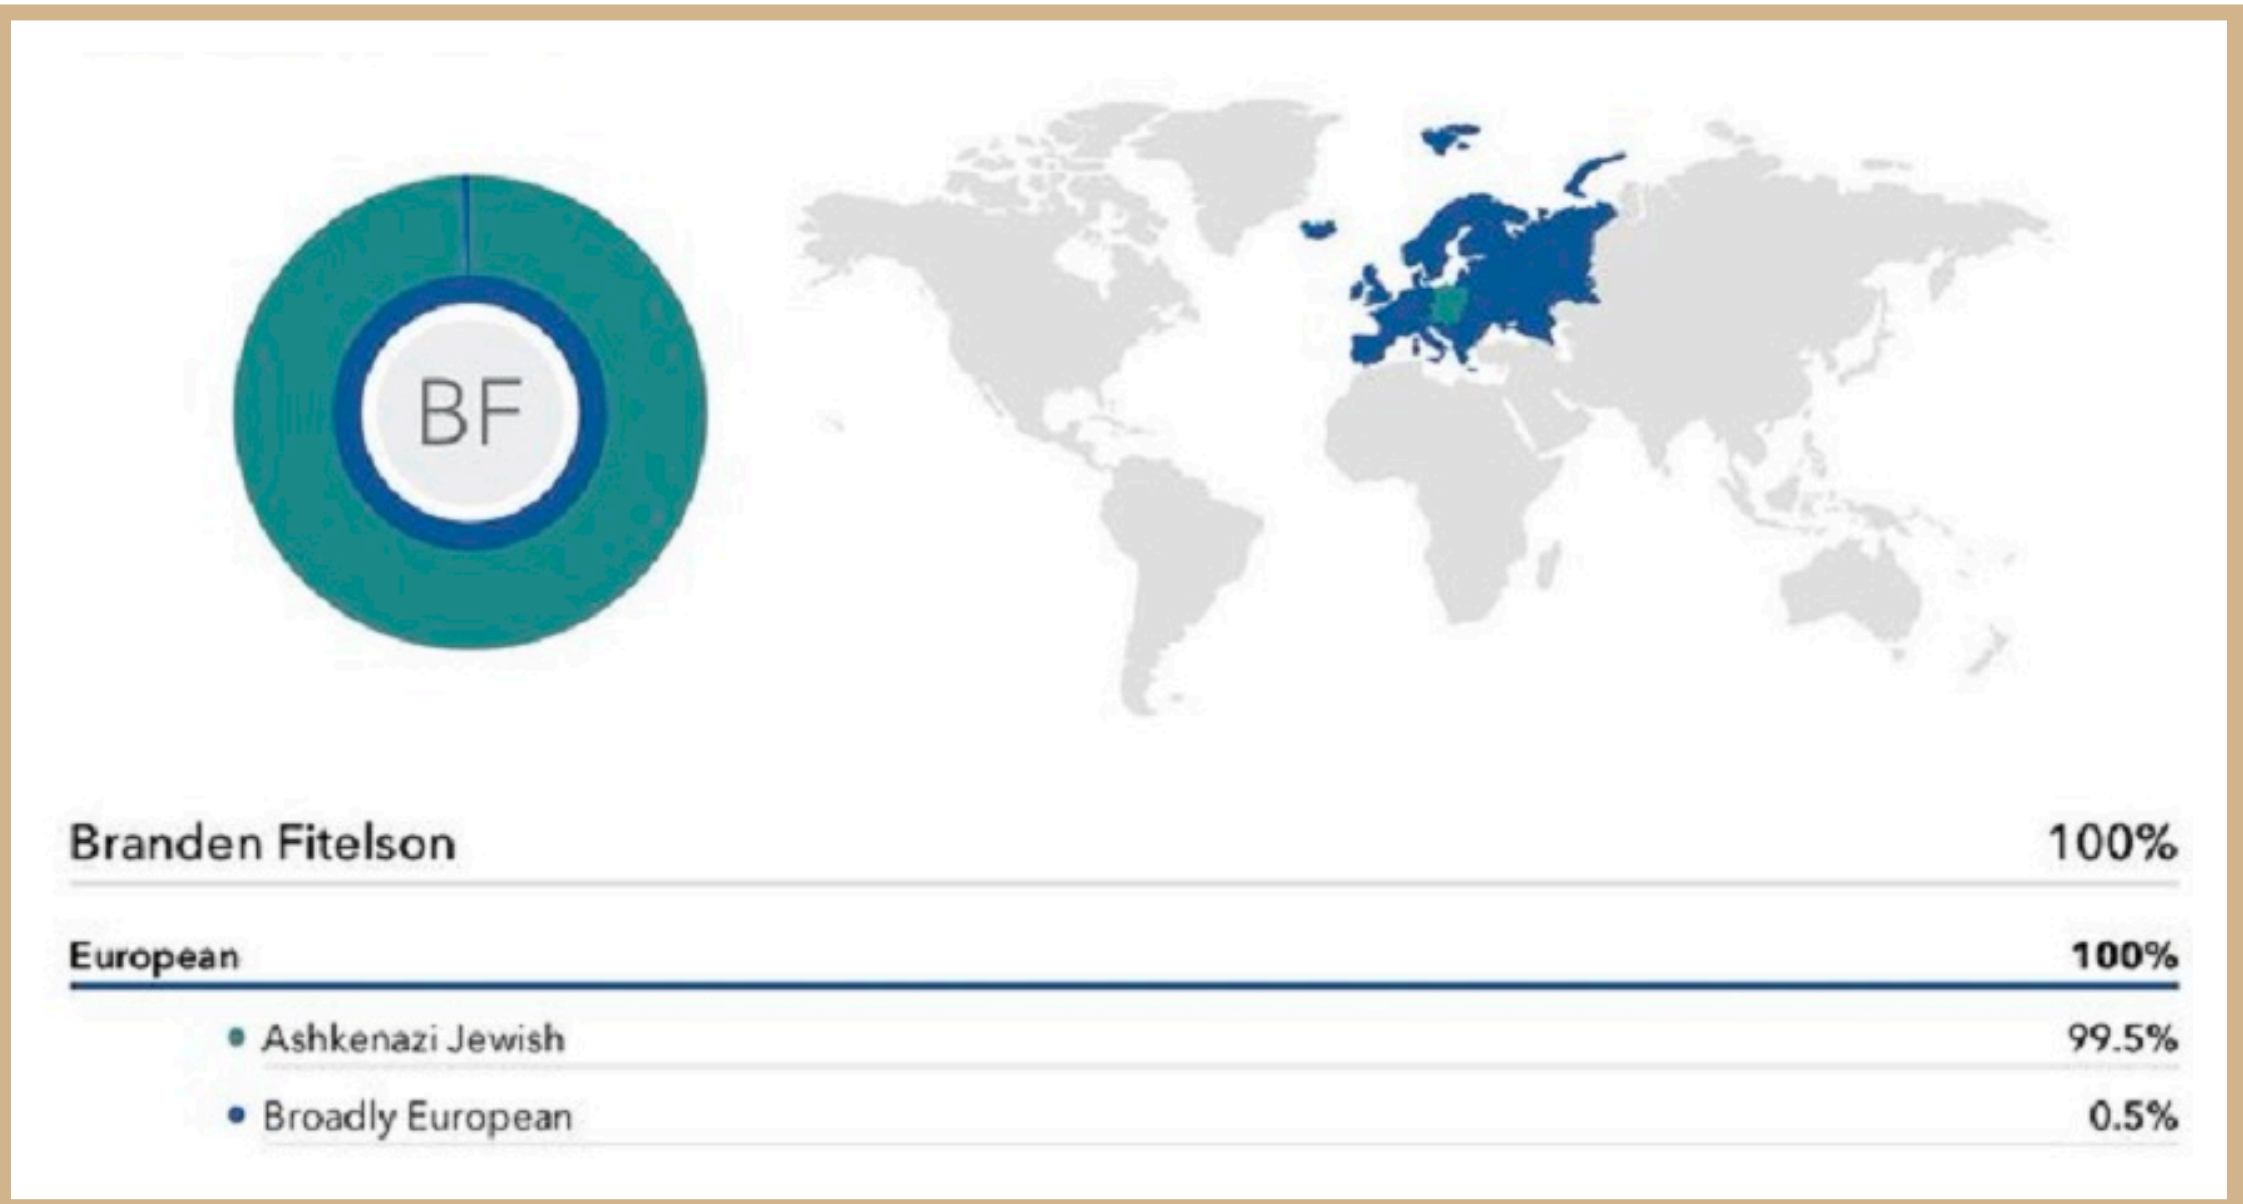 BF
Branden Fitelson 100%
European 100%
Ashkenazi Jewish 99.5%
Broadly European 0.5%